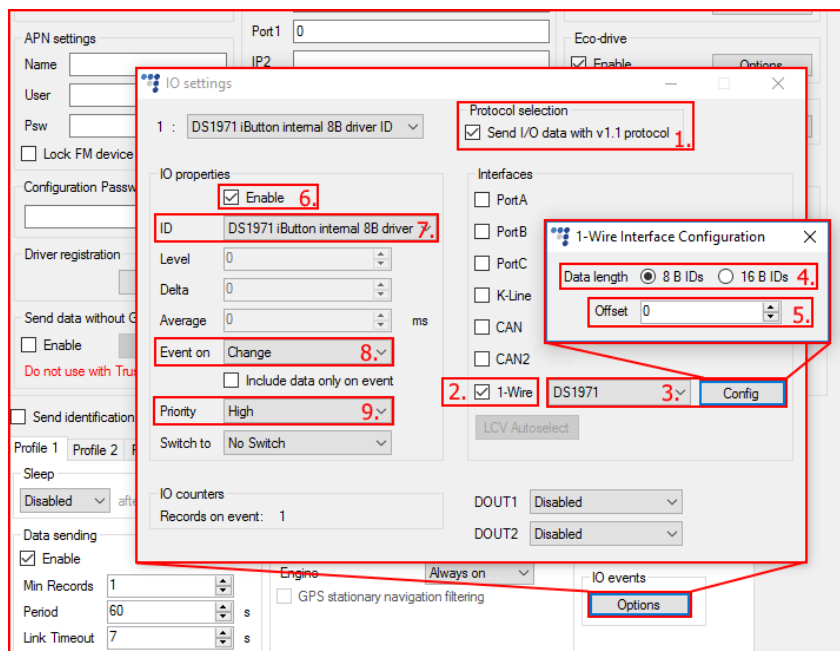 Port1 0
APN settings
Eco-drive
Name
IP2
Enable
Options
User
IO settings
Psw
Protocol selection
1 : DS1971 iButton internal 8B driver ID
Send I/O data with v1.1 protocol 1.
Lock FM device
IO properties
Interfaces
Configuration Passw
Enable 6.
PortA
ID DS1971 iButton internal 8B driver 7.
PortB
1-Wire Interface Configuration
Driver registration
Level 0
PortC
Data length 8 B IDs 16 B IDs 4.
Delta 0
K-Line
Offset 0 5.
Send data without G
Average 0 ms
CAN
Enable
Event on Change 8.
CAN2
Do not use with Trus
Include data only on event
2. 1-Wire DS1971 3. Config
Send identification
Priority High 9.
LCV Autoselect
Profile 1 Profile 2
Switch to No Switch
Sleep
Disabled afte
IO counters
Records on event: 1
DOUT1 Disabled
Data sending
DOUT2 Disabled
Enable
Engine Always on
IO events
Min Records 1
GPS stationary navigation filtering
Options
Period 60 s
Link Timeout 7 s